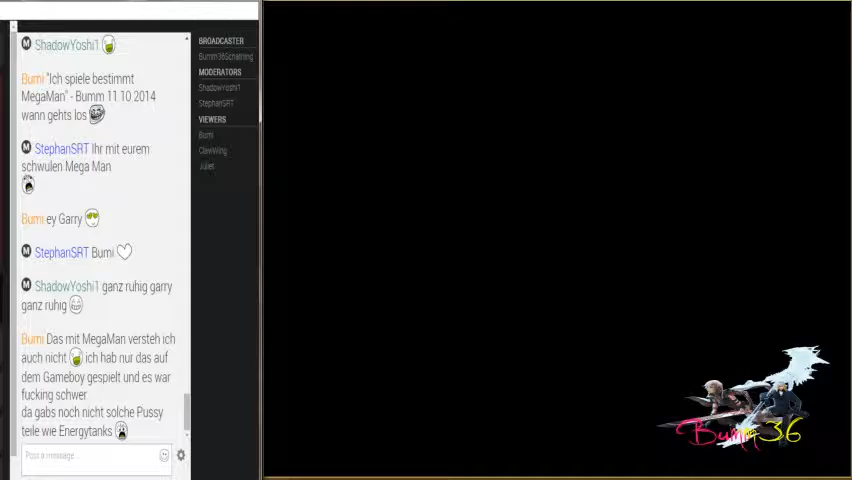 ShadowYoshi1
Bumi "Ich spiele bestimmt
MegaMan" - Bumm 11.10.2014
wann gehts los
StephanSRT Ihr mit eurem
schwulen Mega Man
Bumi ey Garry
StephanSRT Bumi
ShadowYoshi1 ganz ruhig garry
ganz ruhig
Bumi Das mit MegaMan versteh ich
auch nicht ich hab nur das auf
dem Gameboy gespielt und es war
fucking schwer
da gabs noch nicht solche Pussy
teile wie Energytanks
Post a message...
BROADCASTER
Bumm36Schatning
MODERATORS
ShadowYoshi1
StephanSRT
VIEWERS
Bumi
ClawWing
Juliet
Bumm36